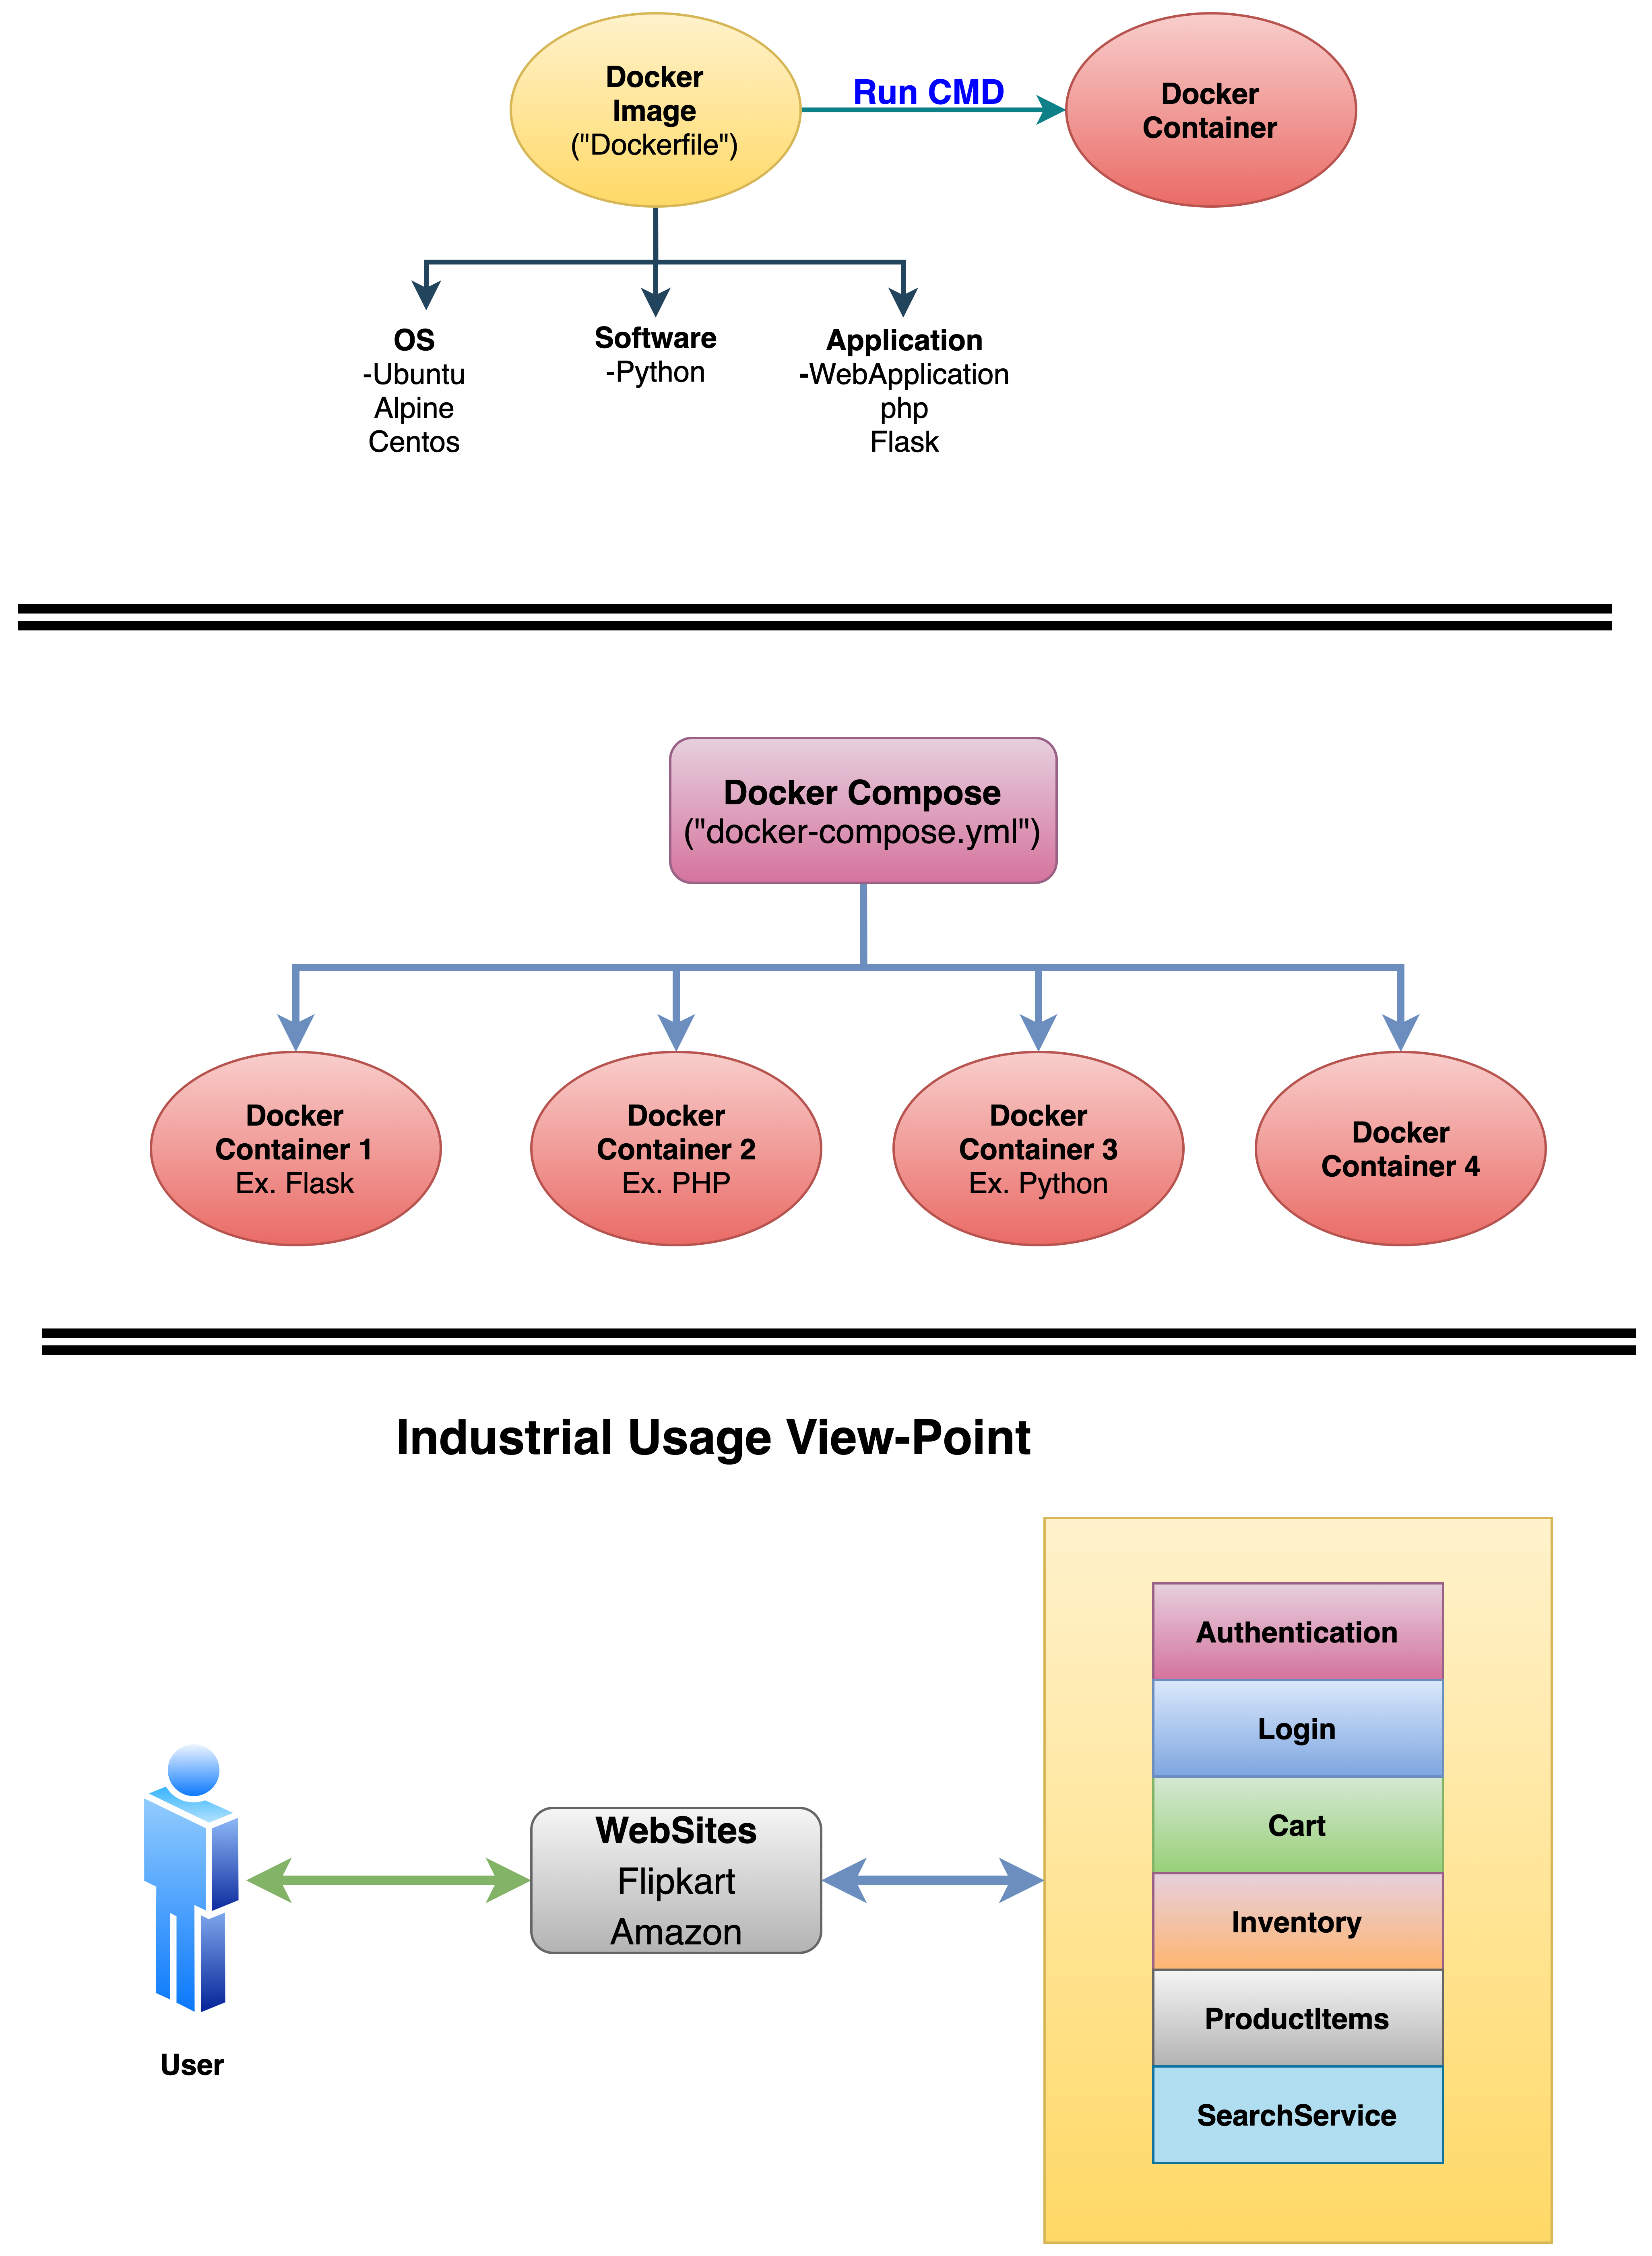 Docker
Image
("Dockerfile")
Run CMD
Docker
Container
OS
-Ubuntu
Alpine
Centos
Software
-Python
Application
-WebApplication
php
Flask
Docker Compose
("docker-compose.yml")
Docker
Container 1
Ex. Flask
Docker
Container 2
Ex. PHP
Docker
Container 3
Ex. Python
Docker
Container 4
Industrial Usage View-Point
User
WebSites
Flipkart
Amazon
Authentication
Login
Cart
Inventory
ProductItems
SearchService